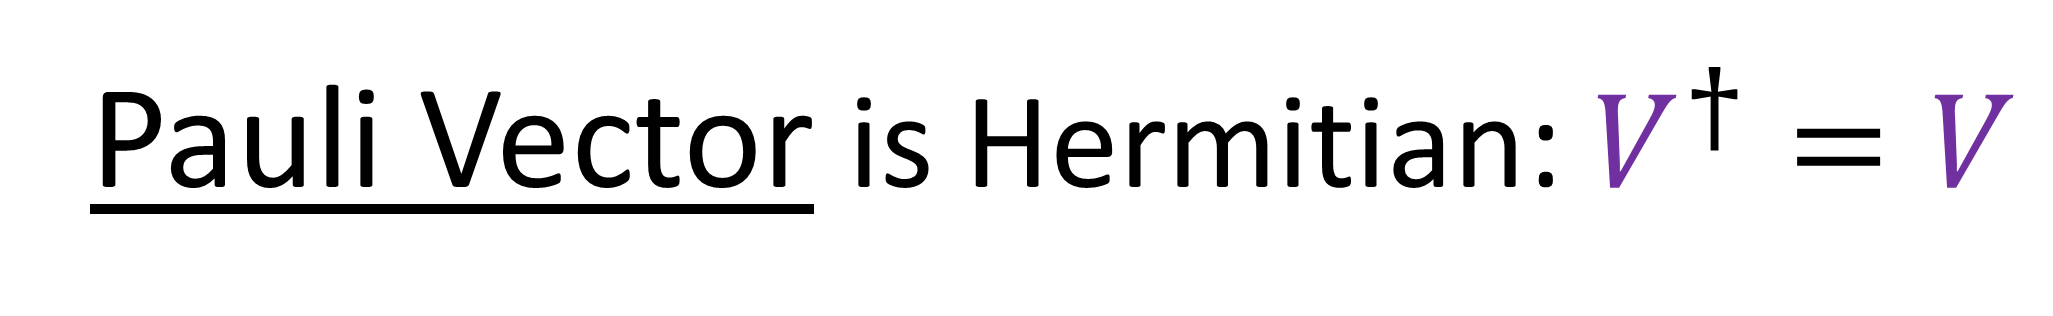 Pauli Vector is Hermitian: V† = V